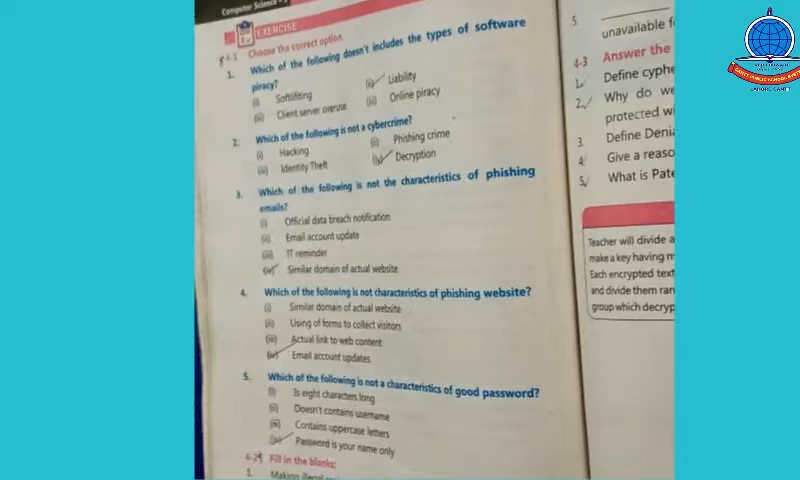 Computer Science
EXERCISE
4-1 Choose the correct option.
1. Which of the following doesn't includes the types of software
piracy?
(i) Softlifting (ii) Liability
(iii) Client server overuse (iii) Online piracy
2. Which of the following is not a cybercrime?
(i) Hacking (ii) Phishing crime
(iii) Identity Theft (iv) Decryption
3. Which of the following is not the characteristics of phishing
emails?
(i) Official data breach notification
(ii) Email account update
(iii) IT reminder
(iv) Similar domain of actual website
4. Which of the following is not characteristics of phishing website?
(i) Similar domain of actual website
(ii) Using of forms to collect visitors
(iii) Actual link to web content
(iv) Email account updates
5. Which of the following is not a characteristics of good password?
(i) Is eight characters long
(ii) Doesn't contains username
(iii) Contains uppercase letters
(iv) Password is your name only
4-2 Fill in the blanks:
1. Making illegal
5.
unavailable f
4-3 Answer the
1. Define cyphe
2. Why do we
protected wi
3. Define Denia
4. Give a reaso
5. What is Pate
Teacher will divide a
make a key having m
Each encrypted text
and divide them ran
group which decryp
LAHORE CANTT